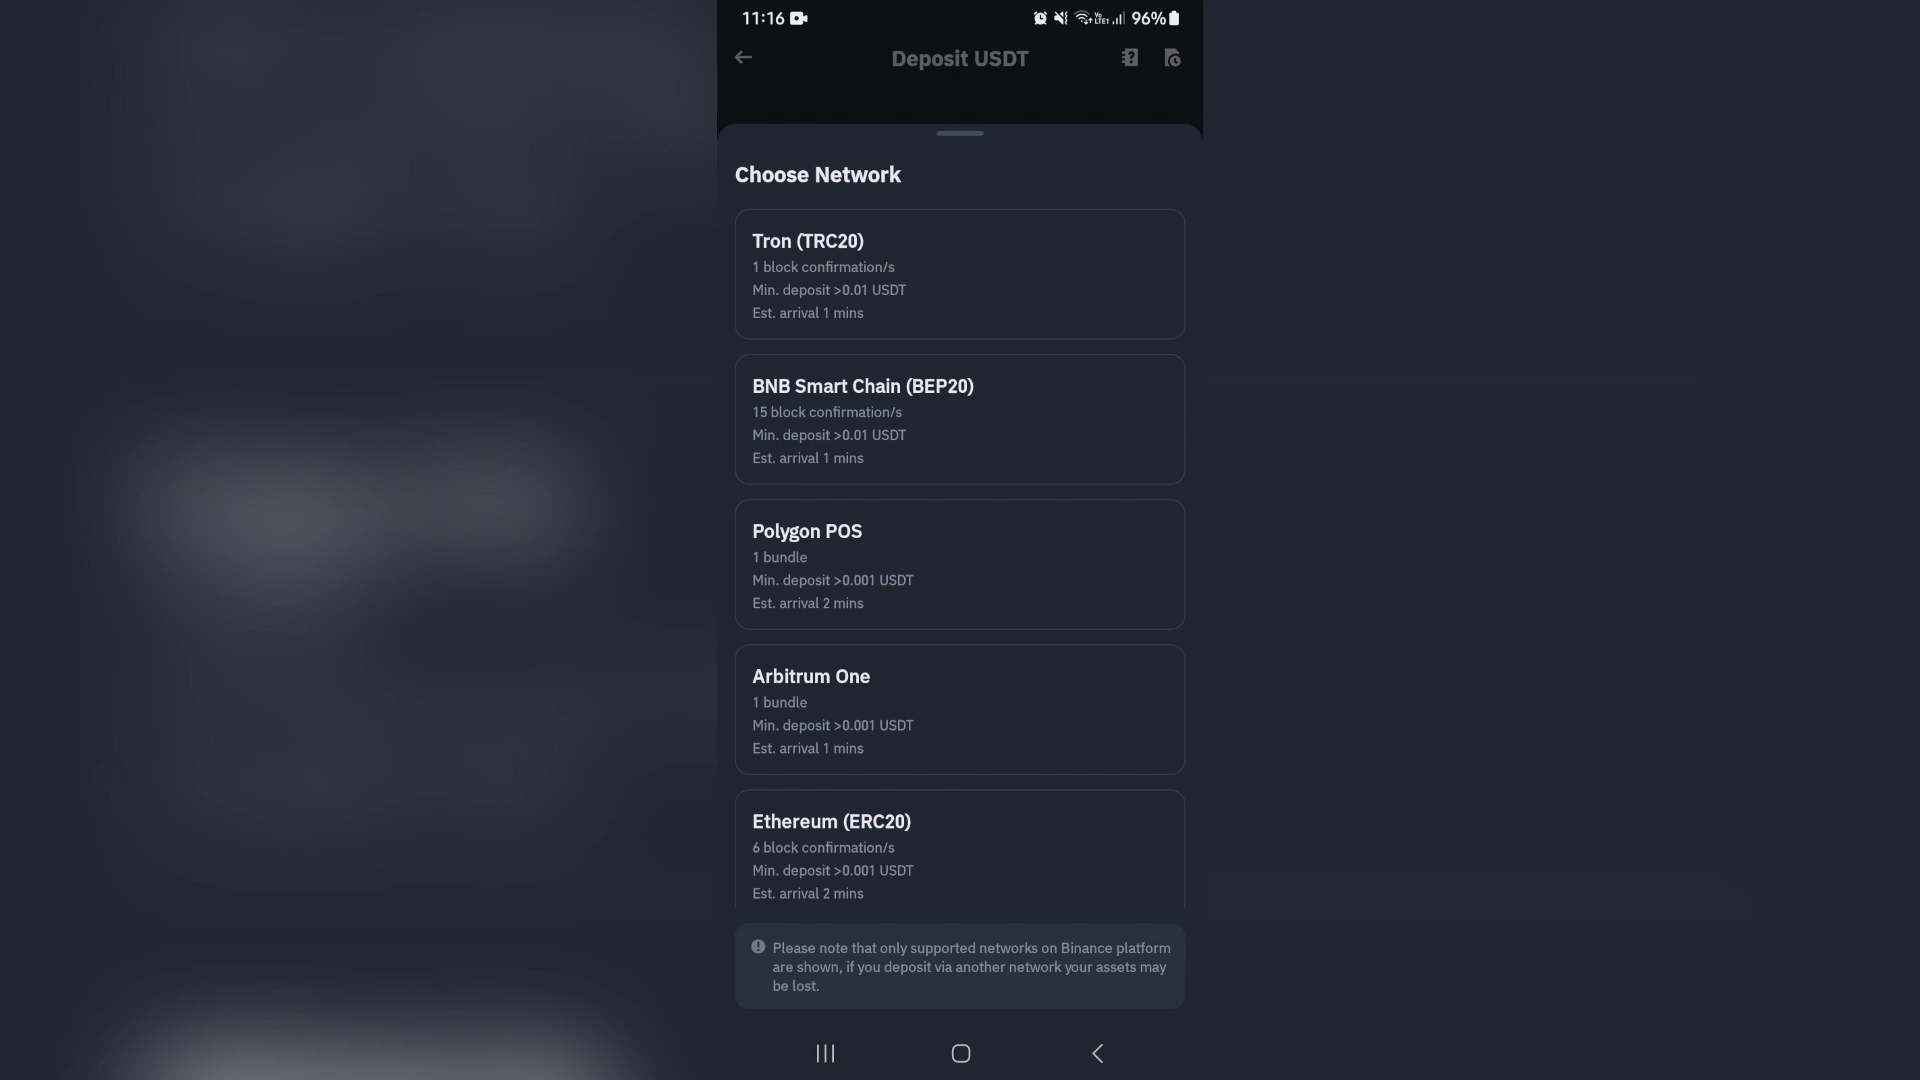 11:16
96%
Deposit USDT
Choose Network
Tron (TRC20)
1 block confirmation/s
Min. deposit >0.01 USDT
Est. arrival 1 mins
BNB Smart Chain (BEP20)
15 block confirmation/s
Min. deposit >0.01 USDT
Est. arrival 1 mins
Polygon POS
1 bundle
Min. deposit >0.001 USDT
Est. arrival 2 mins
Arbitrum One
1 bundle
Min. deposit >0.001 USDT
Est. arrival 1 mins
Ethereum (ERC20)
6 block confirmation/s
Min. deposit >0.001 USDT
Est. arrival 2 mins
Please note that only supported networks on Binance platform
are shown, if you deposit via another network your assets may
be lost.